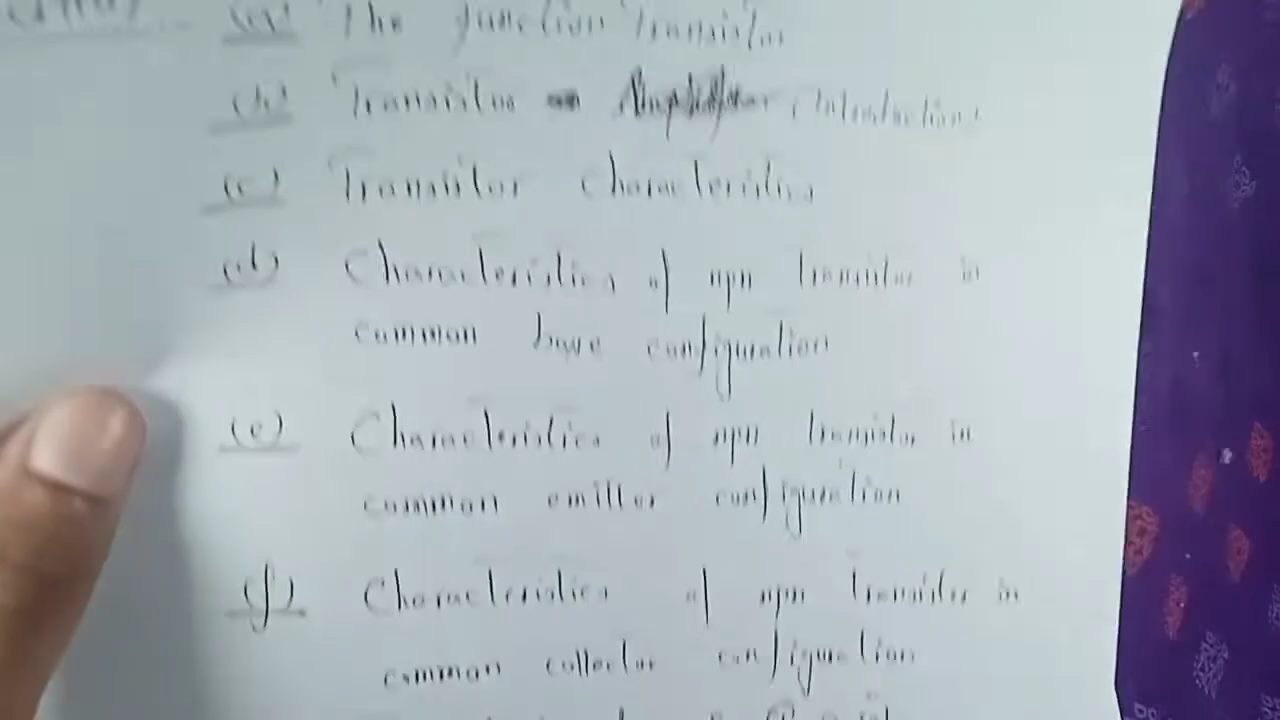 (a) The junction Transistor
(b) Transistor (Introduction)
(c) Transistor Characteristics
(d) Characteristics of npn transistor in
common base configuration
(e) Characteristics of npn transistor in
common emitter configuration
(f) Characteristics of npn transistor in
common collector configuration